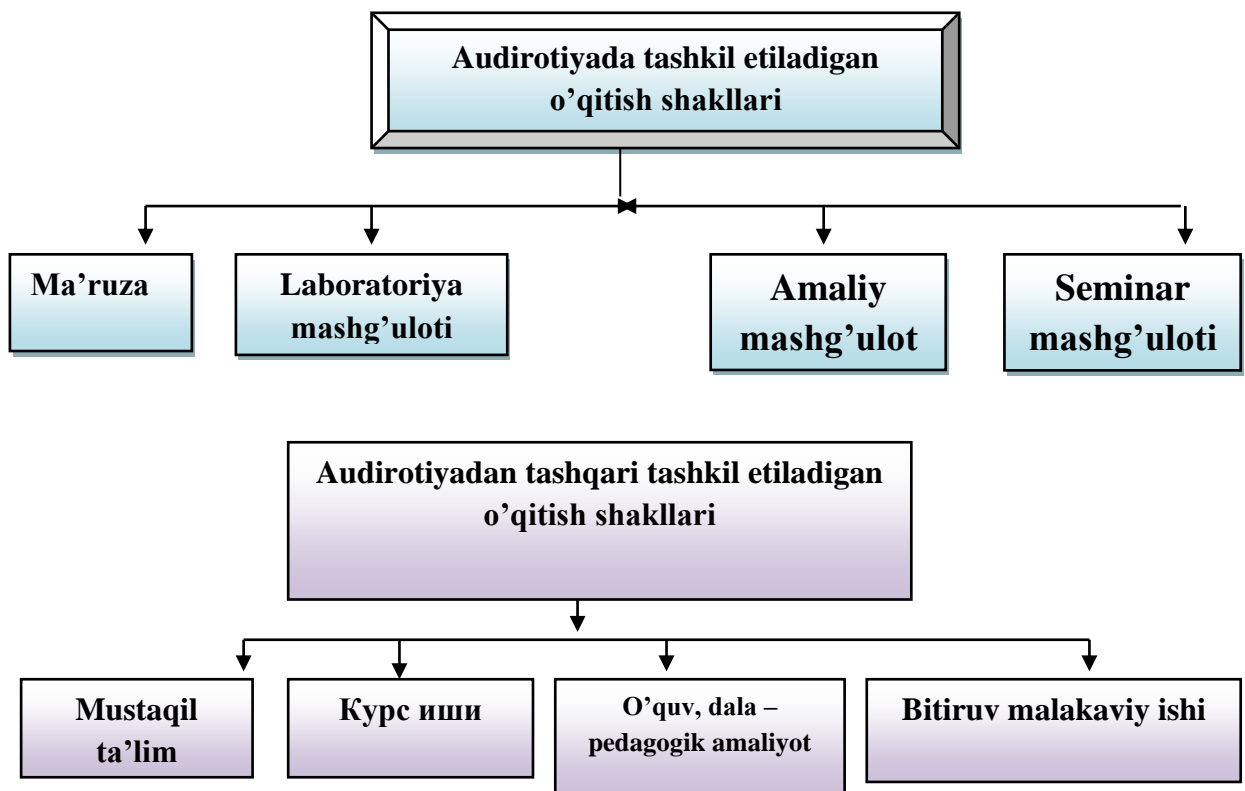 Audirotiyada tashkil etiladigan
o’qitish shakllari
Ma’ruza
Laboratoriya
mashg’uloti
Amaliy
mashg’ulot
Seminar
mashg’uloti
Audirotiyadan tashqari tashkil etiladigan
o’qitish shakllari
Mustaqil
ta’lim
Курс иши
O’quv, dala –
pedagogik amaliyot
Bitiruv malakaviy ishi